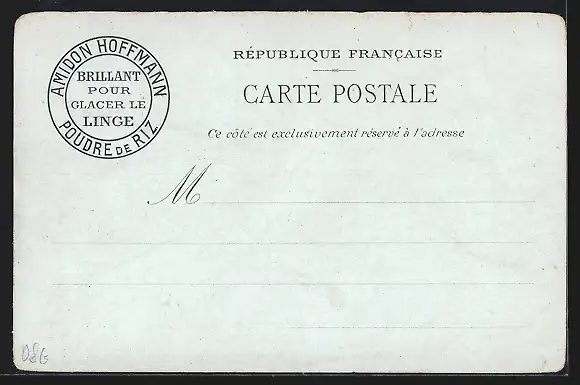 AMIDON HOFFMANN
BRILLANT
POUR
GLACER LE
LINGE
POUDRE DE RIZ
RÉPUBLIQUE FRANÇAISE
CARTE POSTALE
Ce côté est exclusivement réservé à l'adresse
M